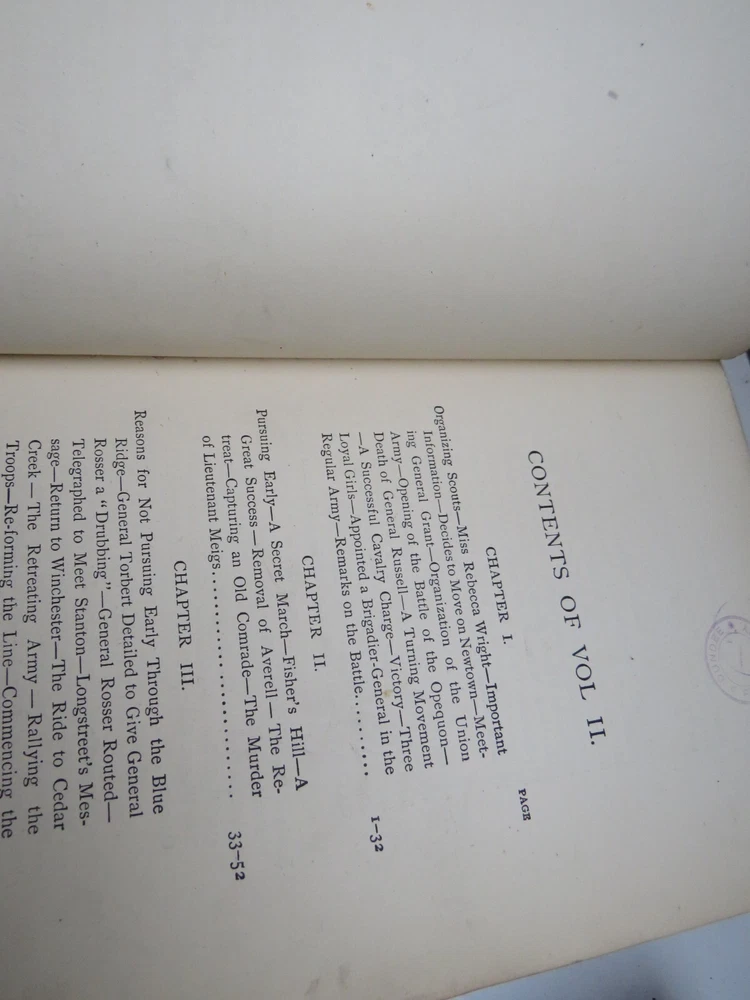 CONTENTS OF VOL II.
PAGE
CHAPTER I.
Organizing Scouts—Miss Rebecca Wright—Important
Information—Decides to Move on Newtown—Meet-
ing General Grant—Organization of the Union
Army—Opening of the Battle of the Opequon—
Death of General Russell—A Turning Movement
—A Successful Cavalry Charge—Victory—Three
Loyal Girls—Appointed a Brigadier-General in the
Regular Army—Remarks on the Battle.......... 1-32
CHAPTER II.
Pursuing Early—A Secret March—Fisher's Hill—A
Great Success—Removal of Averell—The Re-
treat—Capturing an Old Comrade—The Murder
of Lieutenant Meigs........................ 33-52
CHAPTER III.
Reasons for Not Pursuing Early Through the Blue
Ridge—General Torbert Detailed to Give General
Rosser a "Drubbing"—General Rosser Routed—
Telegraphed to Meet Stanton—Longstreet's Mes-
sage—Return to Winchester—The Ride to Cedar
Creek—The Retreating Army—Rallying the
Troops—Re-forming the Line—Commencing the